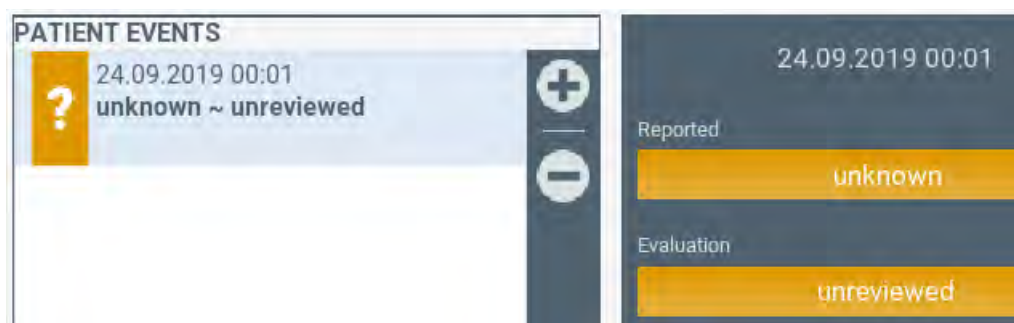 PATIENT EVENTS
?
24.09.2019 00:01
unknown ~ unreviewed
24.09.2019 00:01
Reported
unknown
Evaluation
unreviewed